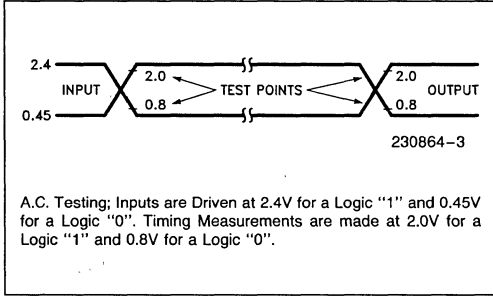 2.4
2.0
2.0
INPUT
TEST POINTS
OUTPUT
0.8
0.8
0.45
230864–3
A.C. Testing; Inputs are Driven at 2.4V for a Logic "1" and 0.45V
for a Logic "0". Timing Measurements are made at 2.0V for a
Logic "1" and 0.8V for a Logic "0".